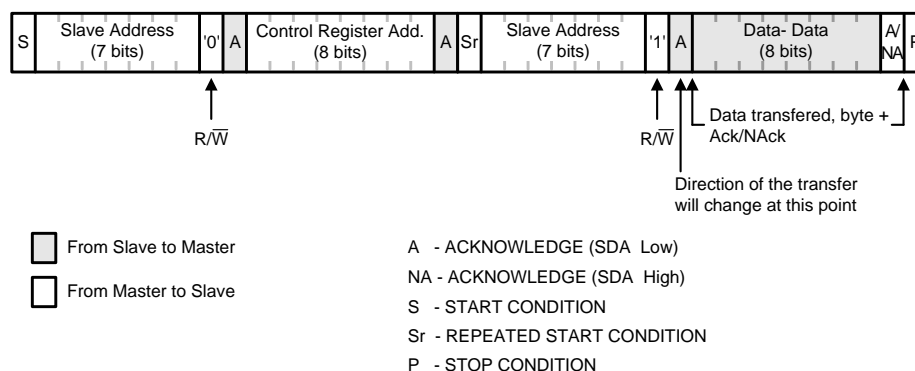 S Slave Address (7 bits) '0' A Control Register Add. (8 bits) A Sr Slave Address (7 bits) '1' A Data- Data (8 bits) A/ NA P
R/W̅ R/W̅
Data transfered, byte +
Ack/NAck
Direction of the transfer
will change at this point
From Slave to Master
From Master to Slave
A - ACKNOWLEDGE (SDA Low)
NA - ACKNOWLEDGE (SDA High)
S - START CONDITION
Sr - REPEATED START CONDITION
P - STOP CONDITION